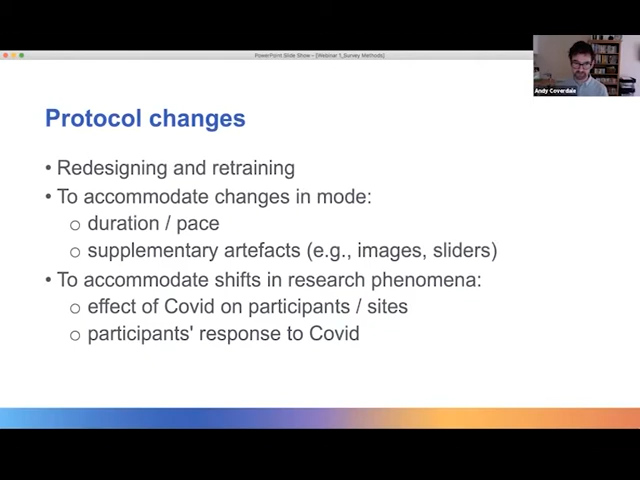 PowerPoint Slide Show - [Webinar 1_Survey Methods]
Andy Coverdale
Protocol changes
• Redesigning and retraining
• To accommodate changes in mode:
o duration / pace
o supplementary artefacts (e.g., images, sliders)
• To accommodate shifts in research phenomena:
o effect of Covid on participants / sites
o participants' response to Covid